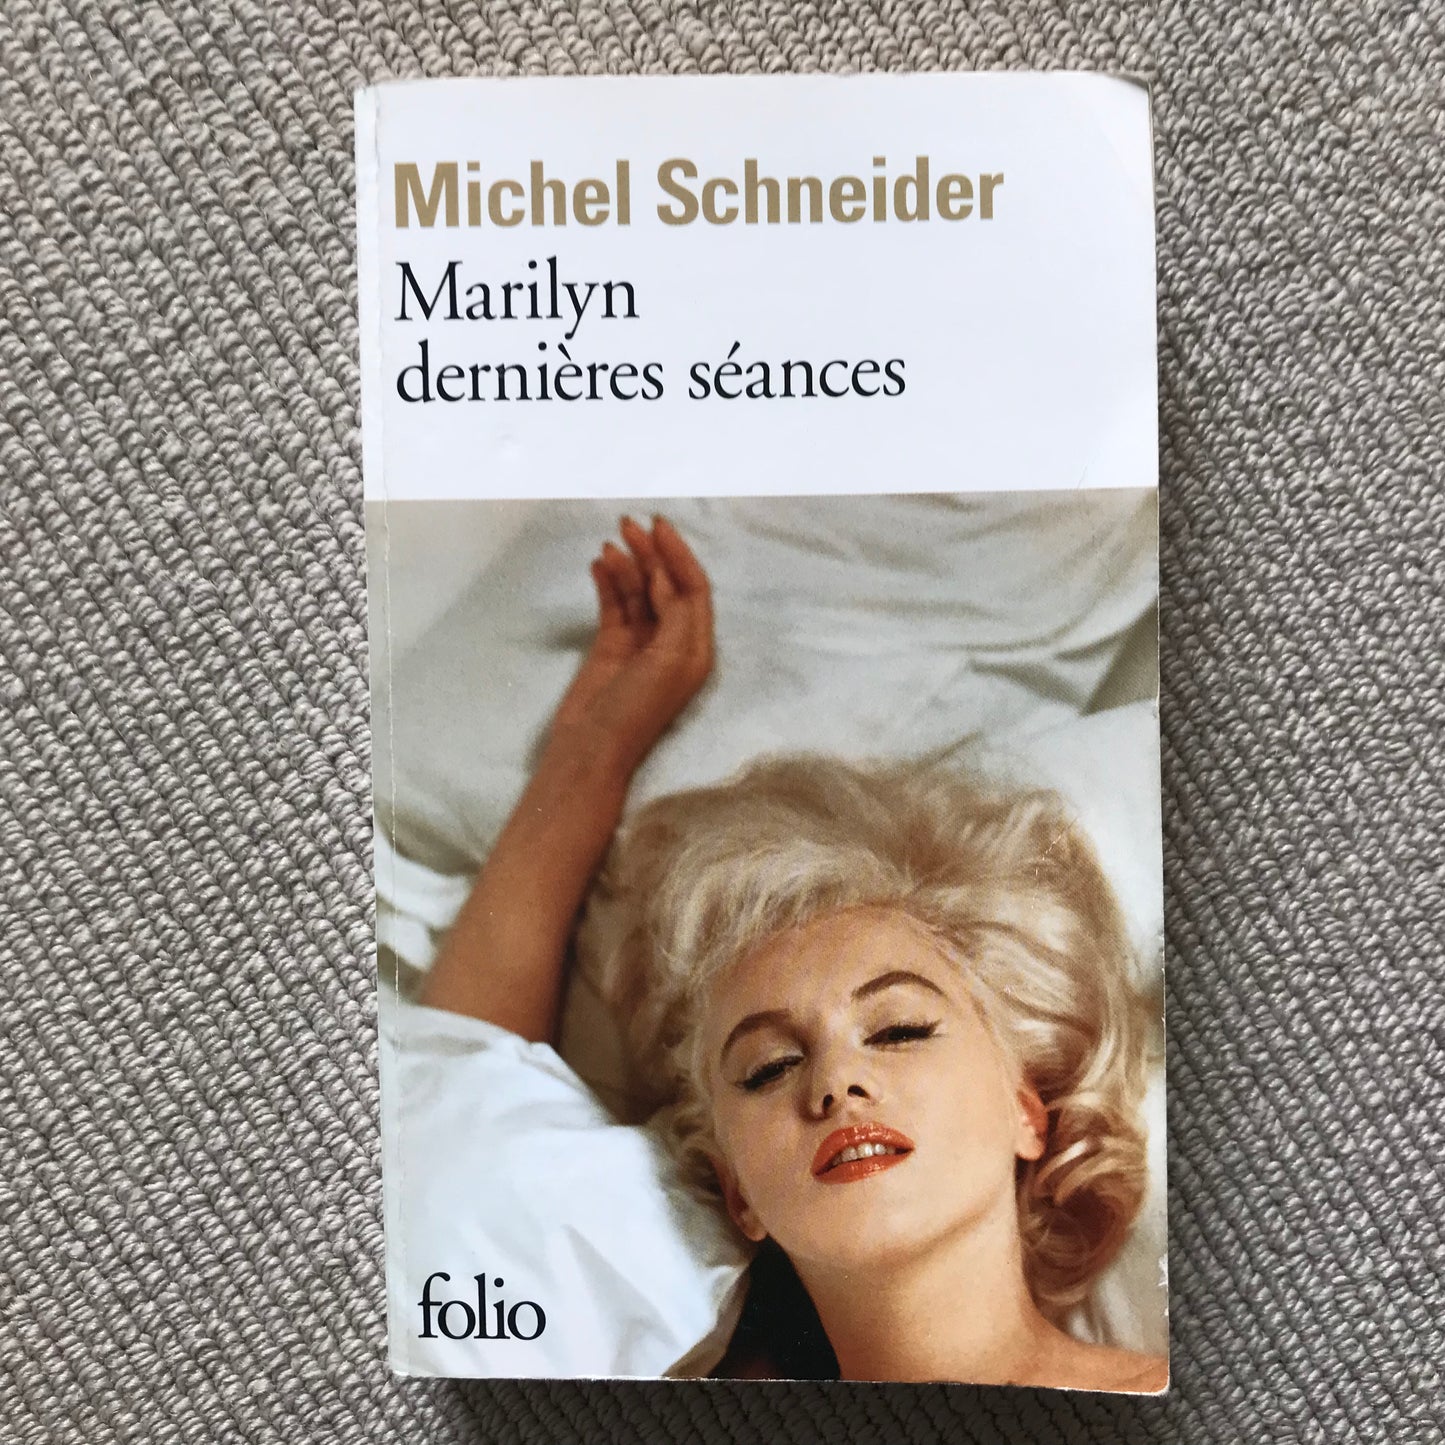 Michel Schneider
Marilyn
dernières séances
folio